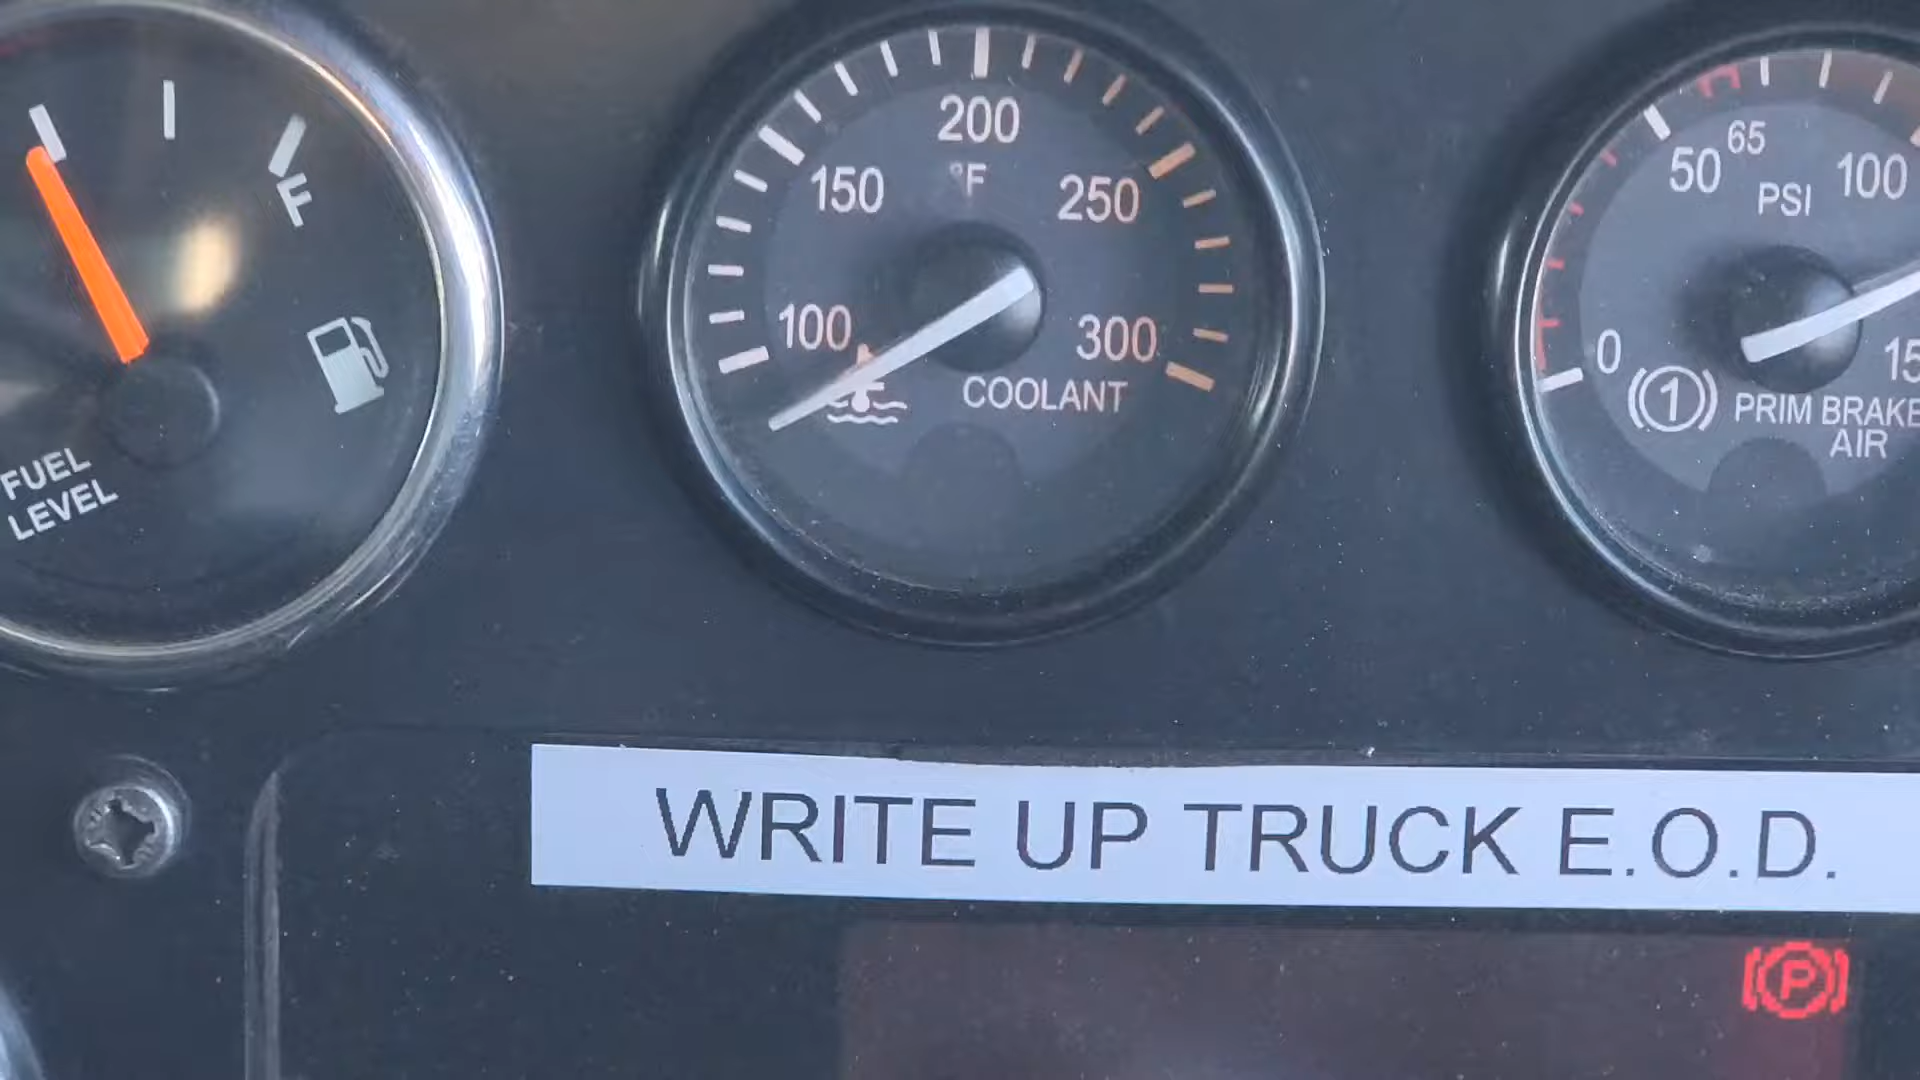 F
FUEL
LEVEL
200
°F
150
250
100
300
COOLANT
65
50
100
PSI
0
1
PRIM BRAKE
AIR
WRITE UP TRUCK E.O.D.
P